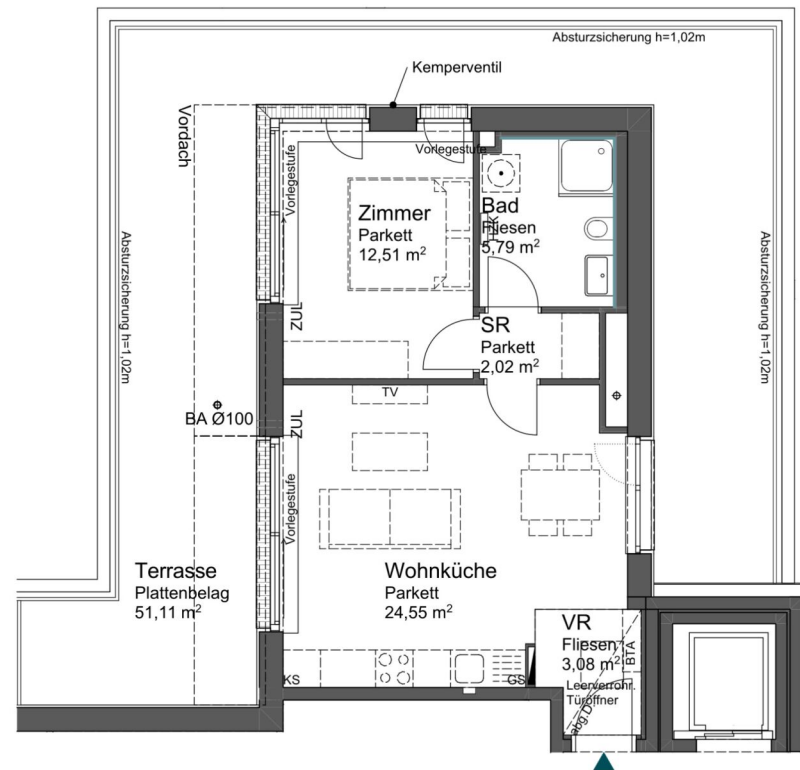 Absturzsicherung h=1,02m
Kemperventil
Vordach
Vorlegestufe
Vorlegestufe
Zimmer
Parkett
12,51 m²
Bad
Fliesen
5,79 m²
Absturzsicherung h=1,02m
Absturzsicherung h=1,02m
ZUL
SR
Parkett
2,02 m²
TV
BA Ø100
ZUL
Vorlegestufe
Terrasse
Plattenbelag
51,11 m²
Wohnküche
Parkett
24,55 m²
VR
Fliesen
3,08 m²
BTA
KS
GS
Leerverrohr.
Türöffner
abg.D.